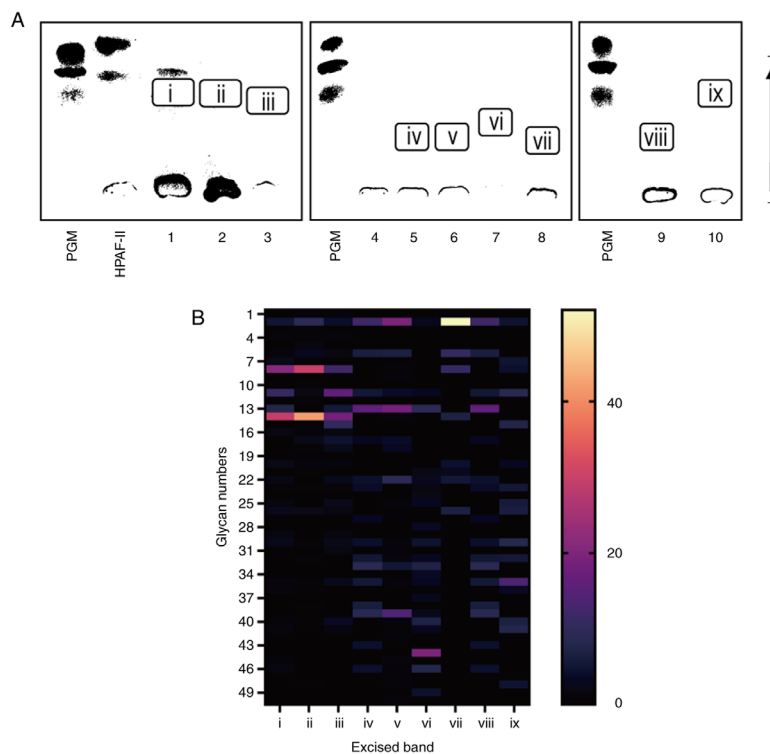 A
i ii iii
iv v vi vii
viii ix
PGM HPAF-II 1 2 3
PGM 4 5 6 7 8
PGM 9 10
B
Glycan numbers
1
4
7
10
13
16
19
22
25
28
31
34
37
40
43
46
49
i ii iii iv v vi vii viii ix
Excised band
40
20
0